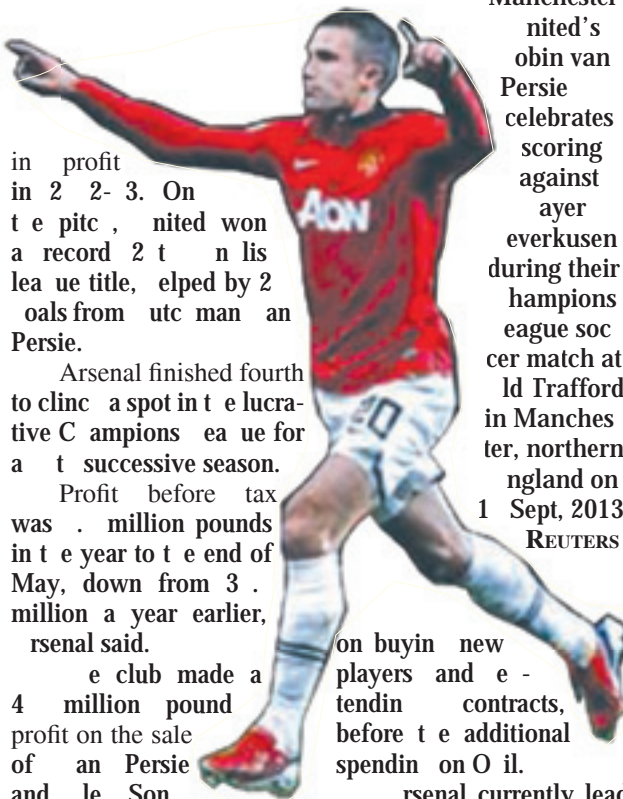 in profit
in 2 2- 3. On
t e pitc , nited won
a record 2 t n lis
lea ue title, elped by 2
oals from utc man an
Persie.
Arsenal finished fourth
to clinc a spot in t e lucra-
tive C ampions ea ue for
a t successive season.
Profit before tax
was . million pounds
in t e year to t e end of
May, down from 3 .
million a year earlier,
rsenal said.
e club made a
4 million pound
profit on the sale
of an Persie
and le Son
on buyin new
players and e -
tendin contracts,
before t e additional
spendin on O il.
rsenal currently lead
AON
20
Manchester
nited's
obin van
Persie
celebrates
scoring
against
ayer
everkusen
during their
hampions
eague soc
cer match at
ld Trafford
in Manches
ter, northern
ngland on
1 Sept, 2013
REUTERS